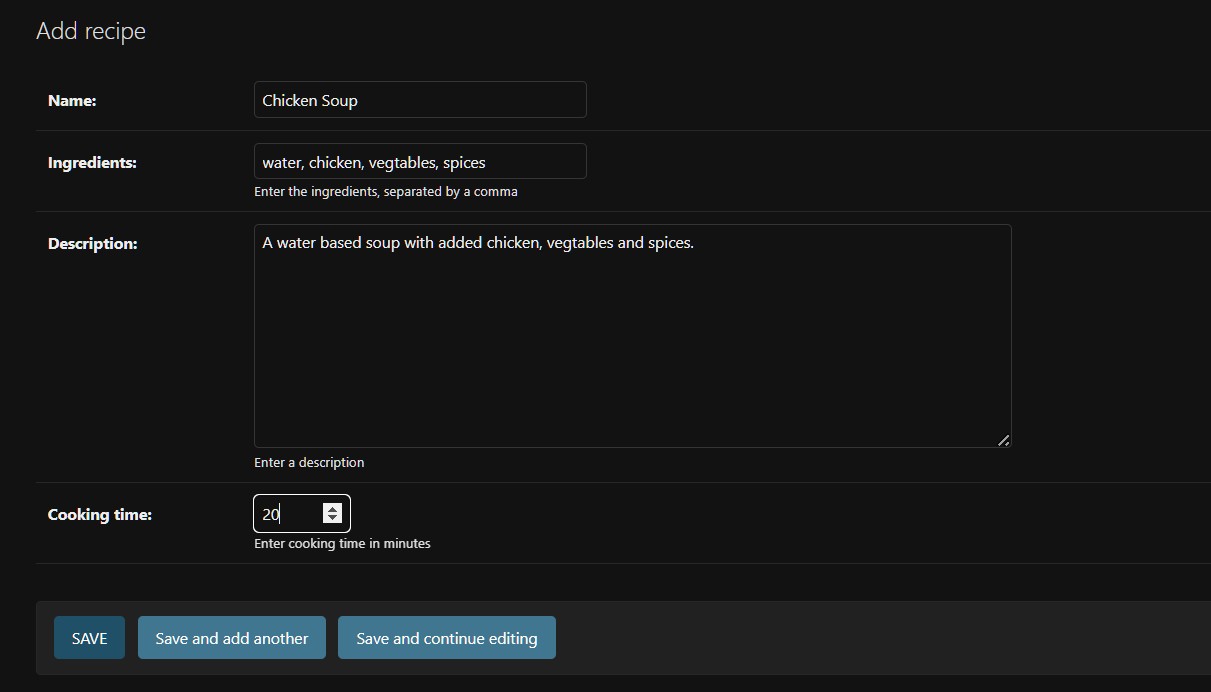 Add recipe
Name:
Chicken Soup
Ingredients:
water, chicken, vegtables, spices
Enter the ingredients, separated by a comma
Description:
A water based soup with added chicken, vegtables and spices.
Enter a description
Cooking time:
20
Enter cooking time in minutes
SAVE
Save and add another
Save and continue editing